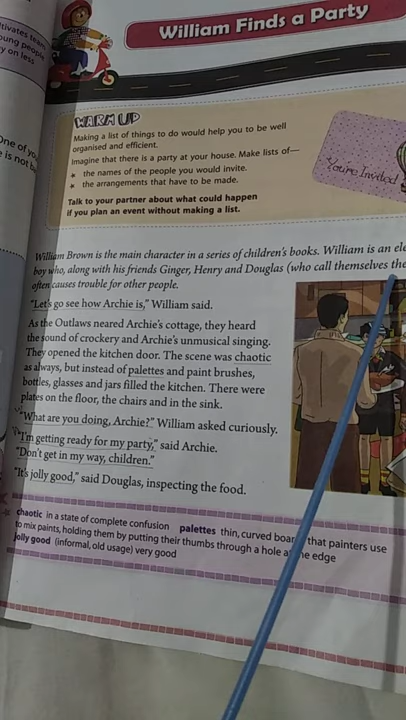 tivates team
oung people
y on less
One of yo
e is not b
William Finds a Party
WARM UP
Making a list of things to do would help you to be well
organised and efficient.
Imagine that there is a party at your house. Make lists of—
★ the names of the people you would invite.
★ the arrangements that have to be made.
Talk to your partner about what could happen
if you plan an event without making a list.
You're Invited
William Brown is the main character in a series of children's books. William is an ele
boy who, along with his friends Ginger, Henry and Douglas (who call themselves the
often causes trouble for other people.
"Let's go see how Archie is," William said.
As the Outlaws neared Archie's cottage, they heard
the sound of crockery and Archie's unmusical singing.
They opened the kitchen door. The scene was chaotic
as always, but instead of palettes and paint brushes,
bottles, glasses and jars filled the kitchen. There were
plates on the floor, the chairs and in the sink.
"What are you doing, Archie?" William asked curiously.
"I'm getting ready for my party," said Archie.
"Don't get in my way, children."
"It's jolly good," said Douglas, inspecting the food.
chaotic in a state of complete confusion palettes thin, curved boar that painters use
to mix paints, holding them by putting their thumbs through a hole at he edge
jolly good (informal, old usage) very good